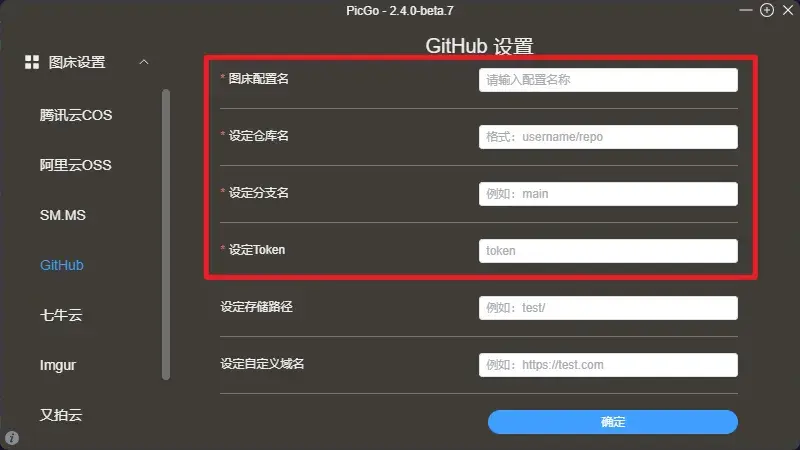 PicGo - 2.4.0-beta.7
图床设置
腾讯云COS
阿里云OSS
SM.MS
GitHub
七牛云
Imgur
又拍云
GitHub 设置
* 图床配置名
请输入配置名称
* 设定仓库名
格式：username/repo
* 设定分支名
例如：main
* 设定Token
token
设定存储路径
例如：test/
设定自定义域名
例如：https://test.com
确定